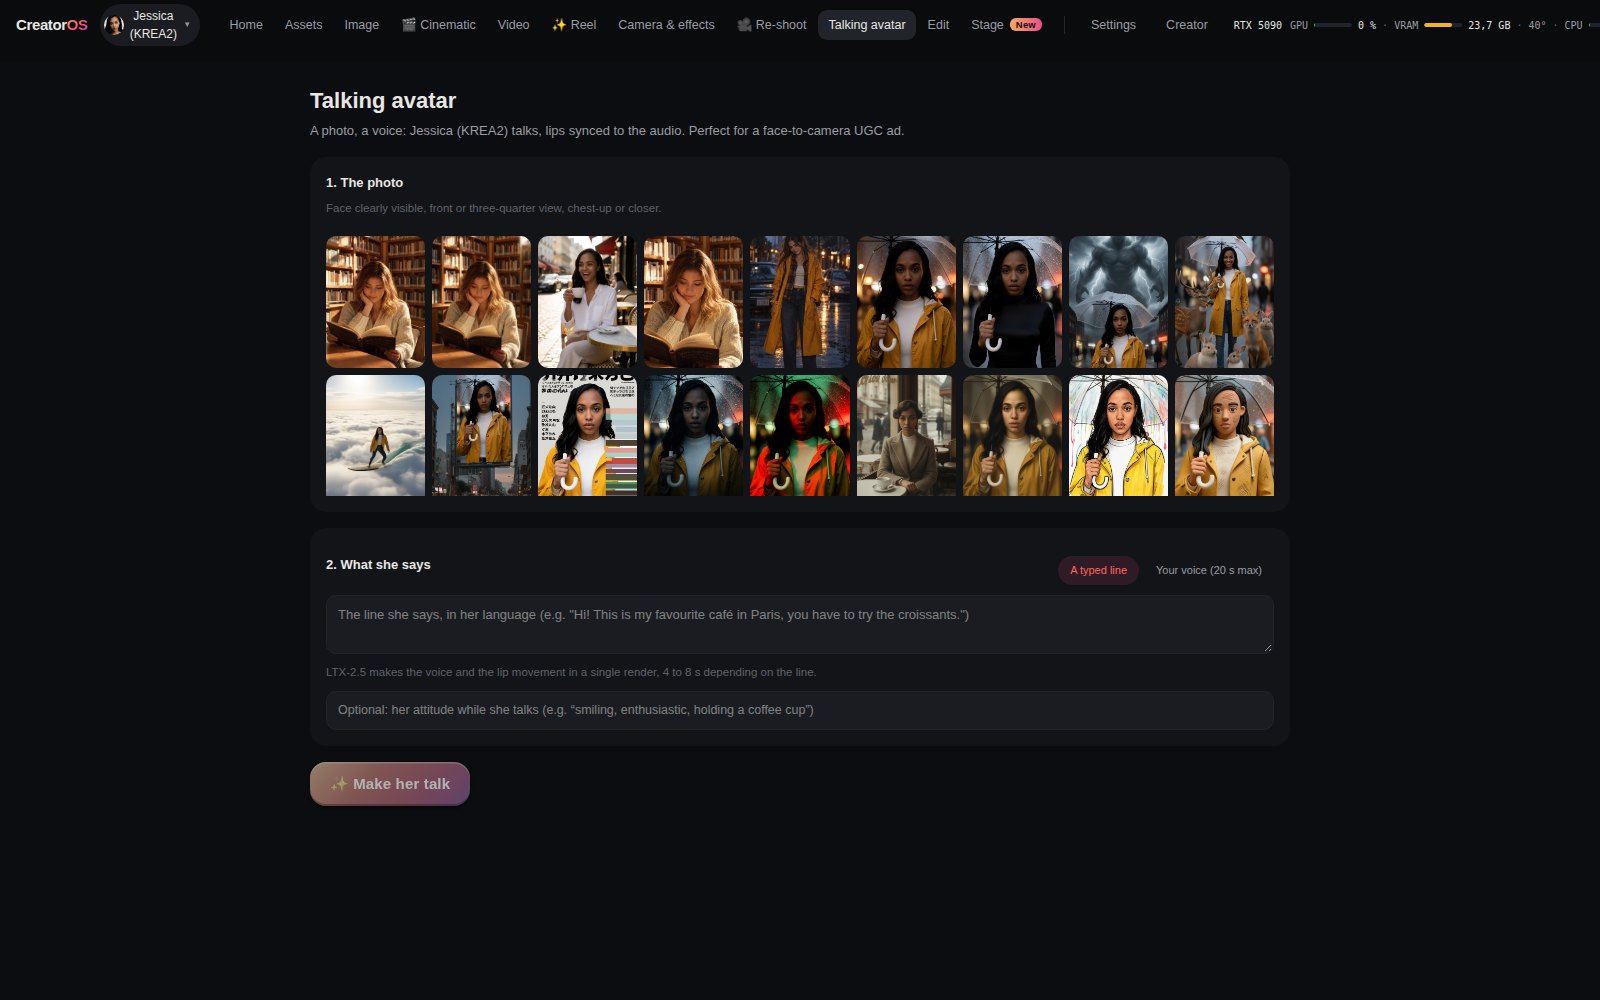 CreatorOS
Jessica
(KREA2)
Home
Assets
Image
🎬 Cinematic
Video
✨ Reel
Camera & effects
🎥 Re-shoot
Talking avatar
Edit
Stage New
Settings
Creator
RTX 5090 GPU 0 % · VRAM 23,7 GB · 40° · CPU
Talking avatar
A photo, a voice: Jessica (KREA2) talks, lips synced to the audio. Perfect for a face-to-camera UGC ad.
1. The photo
Face clearly visible, front or three-quarter view, chest-up or closer.
2. What she says
A typed line
Your voice (20 s max)
The line she says, in her language (e.g. "Hi! This is my favourite café in Paris, you have to try the croissants.")
LTX-2.5 makes the voice and the lip movement in a single render, 4 to 8 s depending on the line.
Optional: her attitude while she talks (e.g. “smiling, enthusiastic, holding a coffee cup”)
✨ Make her talk